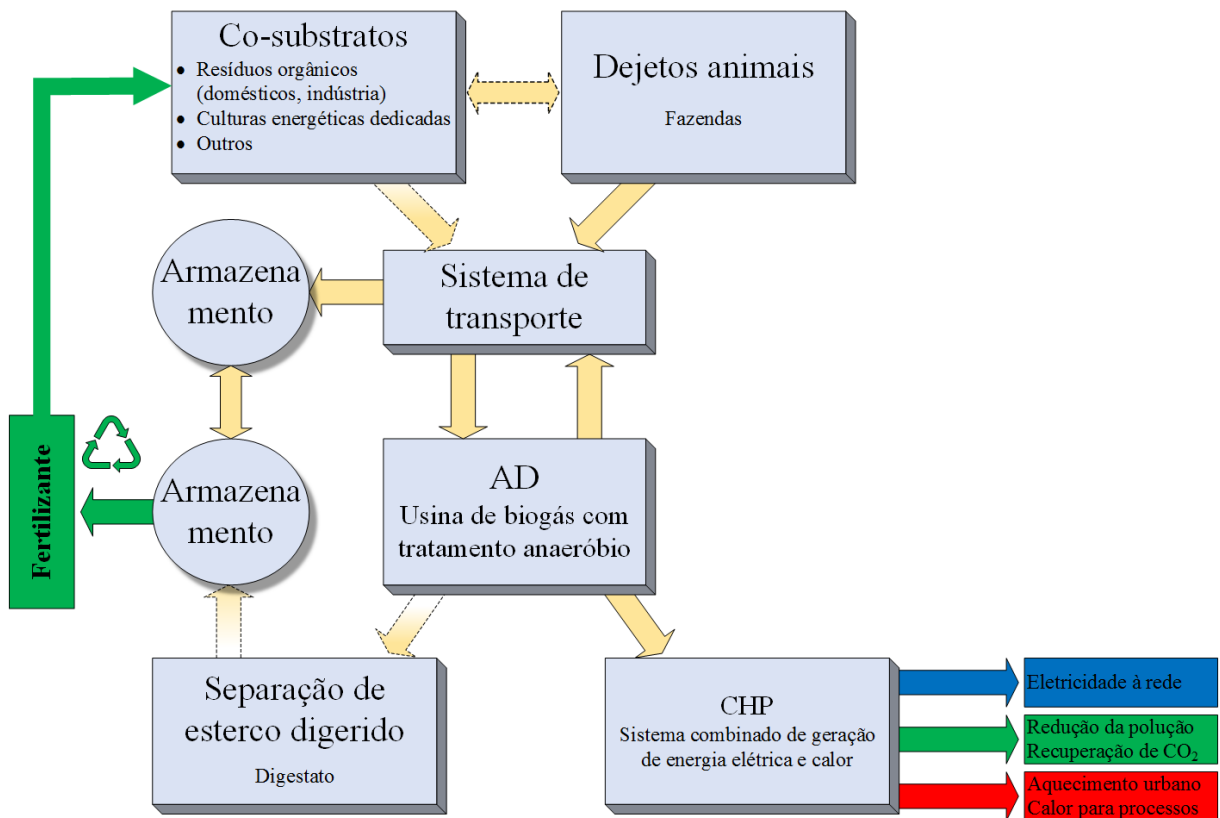 Co-substratos
● Resíduos orgânicos
(domésticos, indústria)
● Culturas energéticas dedicadas
● Outros
Dejetos animais
Fazendas
Armazena
mento
Sistema de
transporte
Fertilizante
Armazena
mento
AD
Usina de biogás com
tratamento anaeróbio
Separação de
esterco digerido
Digestato
CHP
Sistema combinado de geração
de energia elétrica e calor
Eletricidade à rede
Redução da polução
Recuperação de CO₂
Aquecimento urbano
Calor para processos